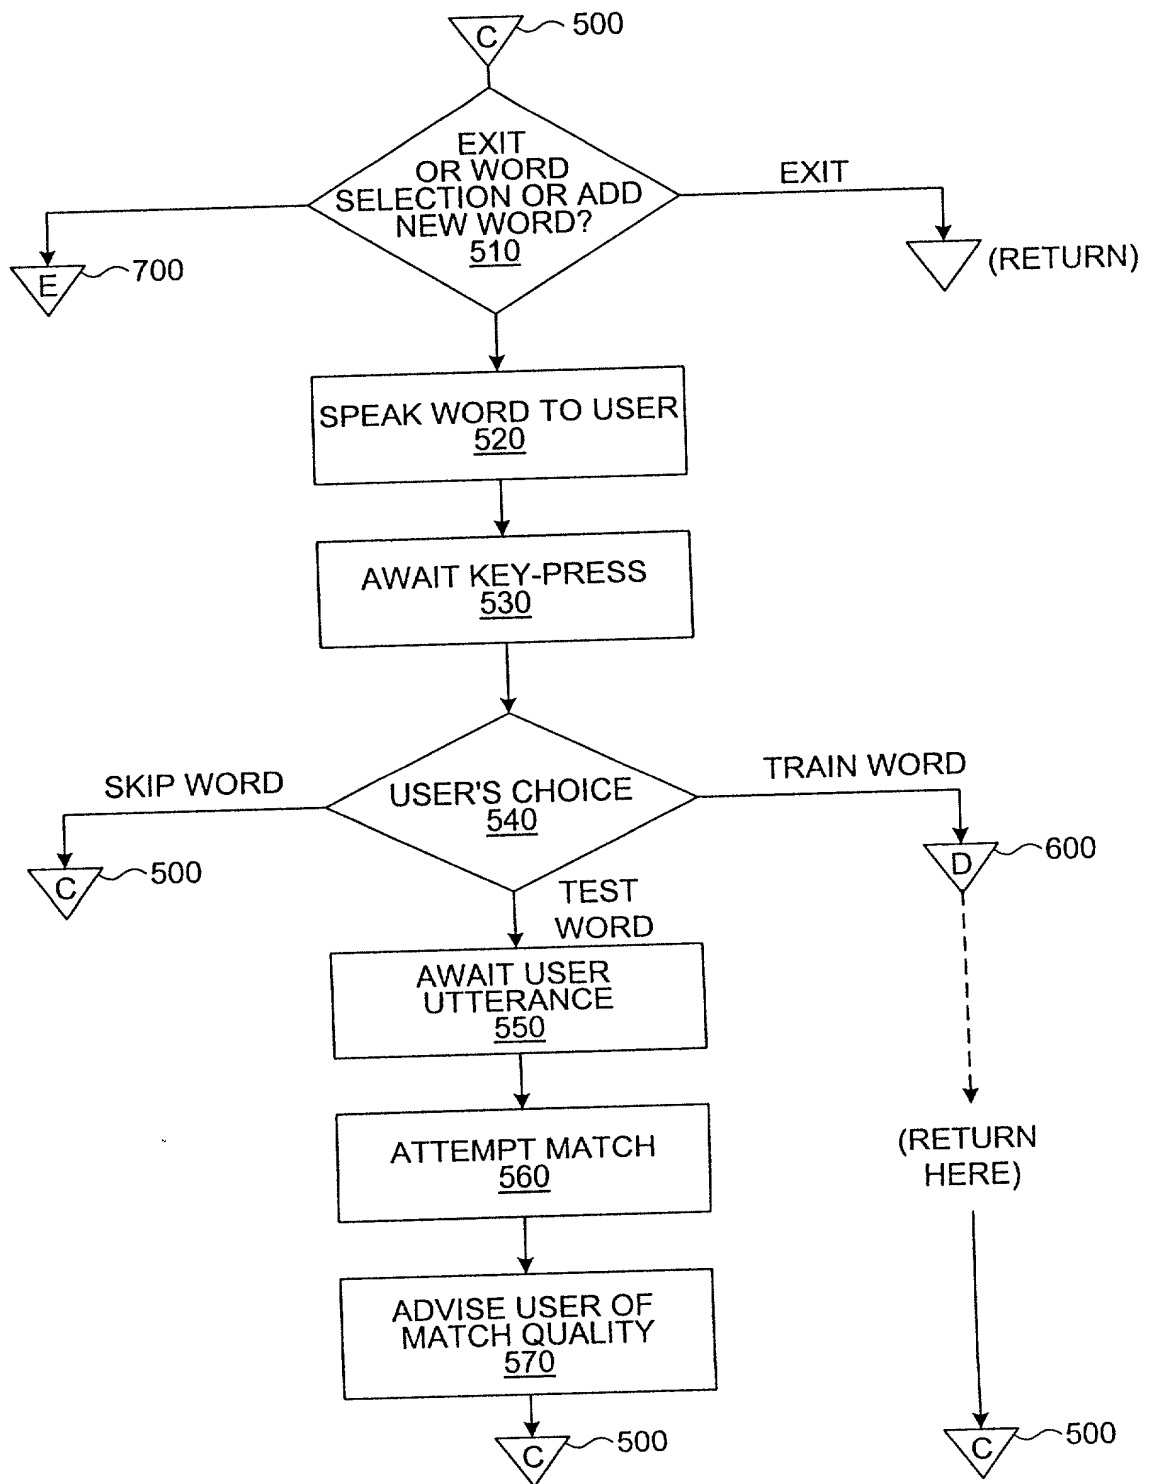 C
500
EXIT
OR WORD
SELECTION OR ADD
NEW WORD?
510
EXIT
E
700
(RETURN)
SPEAK WORD TO USER
520
AWAIT KEY-PRESS
530
USER'S CHOICE
540
SKIP WORD
TRAIN WORD
C
500
D
600
TEST
WORD
AWAIT USER
UTTERANCE
550
ATTEMPT MATCH
560
(RETURN
HERE)
ADVISE USER OF
MATCH QUALITY
570
C
500
C
500